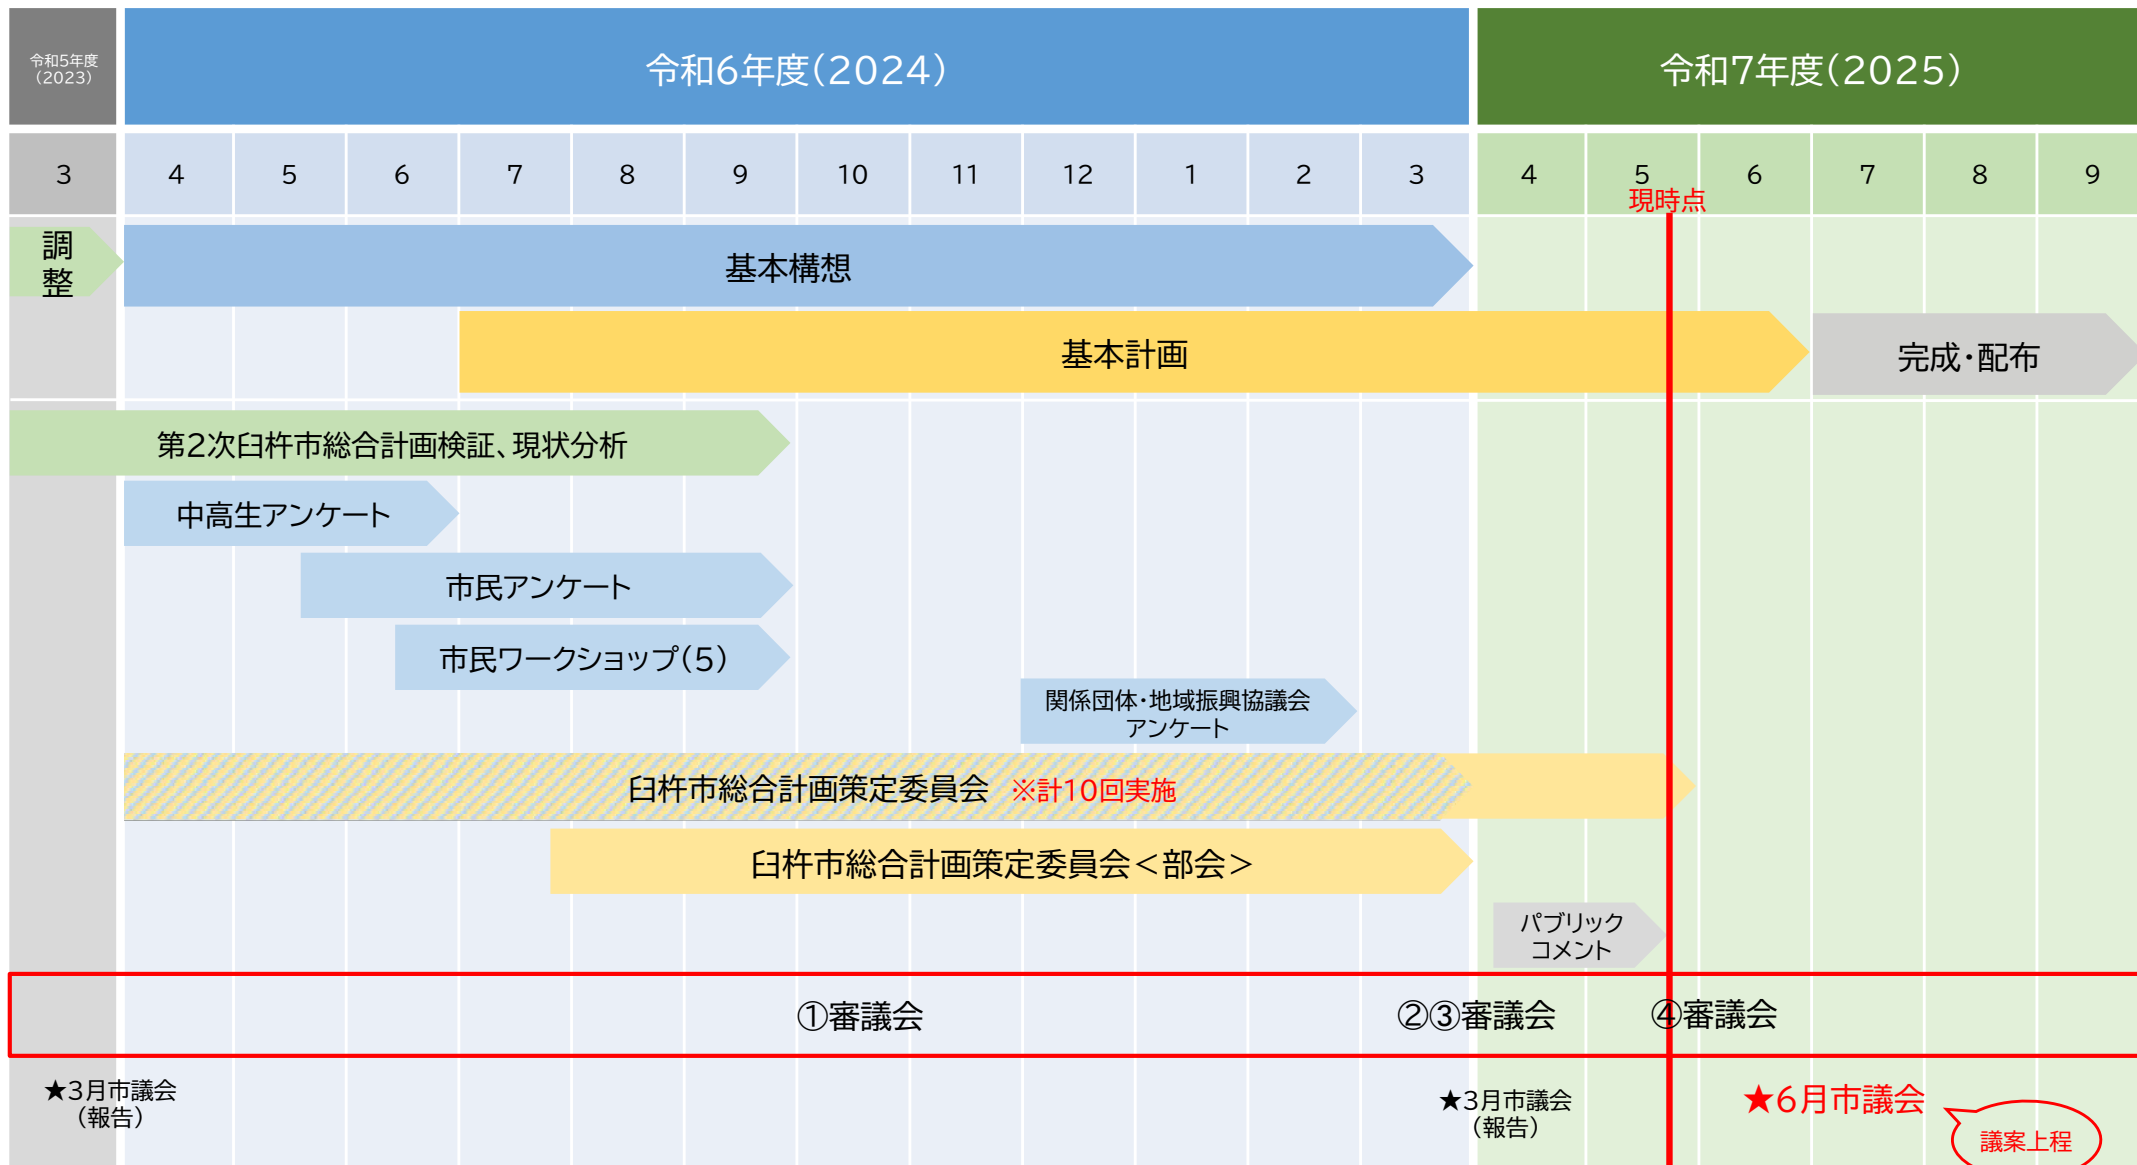 令和5年度
（2023）
令和6年度（2024）
令和7年度（2025）
3
4
5
6
7
8
9
10
11
12
1
2
3
4
5
6
7
8
9
現時点
調
整
基本構想
基本計画
完成・配布
第2次臼杵市総合計画検証、現状分析
中高生アンケート
市民アンケート
市民ワークショップ（5）
関係団体・地域振興協議会
アンケート
臼杵市総合計画策定委員会 ※計10回実施
臼杵市総合計画策定委員会＜部会＞
パブリック
コメント
①審議会
②③審議会
④審議会
★3月市議会
（報告）
★3月市議会
（報告）
★6月市議会
議案上程